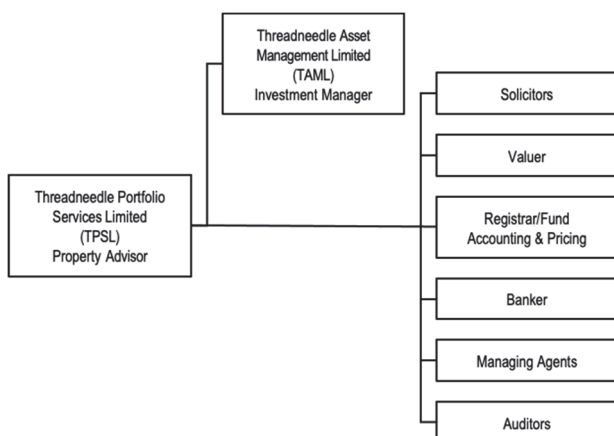 Threadneedle Asset
Management Limited
(TAML)
Investment Manager
Threadneedle Portfolio
Services Limited
(TPSL)
Property Advisor
Solicitors
Valuer
Registrar/Fund
Accounting & Pricing
Banker
Managing Agents
Auditors